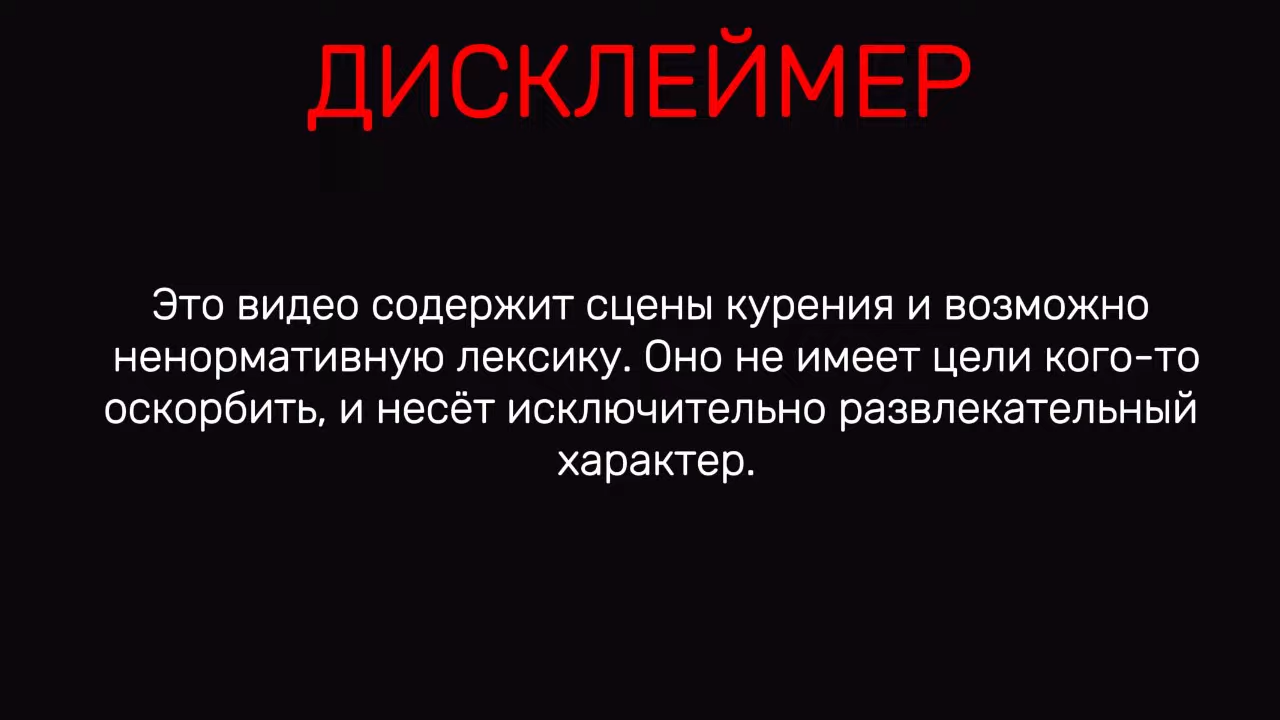 ДИСКЛЕЙМЕР
Это видео содержит сцены курения и возможно
ненормативную лексику. Оно не имеет цели кого-то
оскорбить, и несёт исключительно развлекательный
характер.